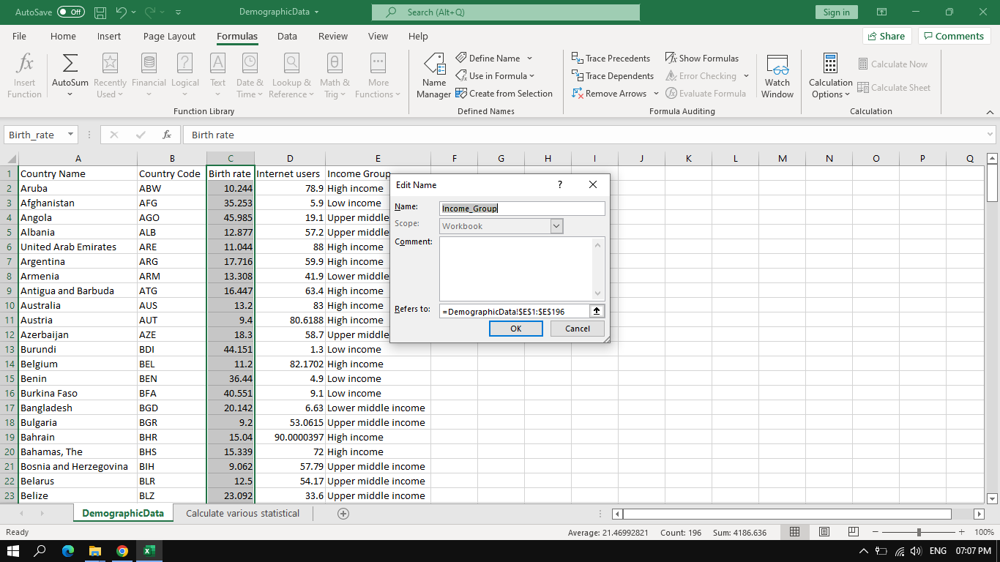 AutoSave Off DemographicData Search (Alt+Q) Sign in
File Home Insert Page Layout Formulas Data Review View Help Share Comments
Insert Function
AutoSum
Recently Used
Financial
Logical
Text
Date & Time
Lookup & Reference
Math & Trig
More Functions
Function Library
Name Manager
Define Name
Use in Formula
Create from Selection
Defined Names
Trace Precedents
Trace Dependents
Remove Arrows
Show Formulas
Error Checking
Evaluate Formula
Formula Auditing
Watch Window
Calculation Options
Calculate Now
Calculate Sheet
Calculation
Birth_rate fx Birth rate
A B C D E F G H I J K L M N O P Q
1 Country Name Country Code Birth rate Internet users Income Group
2 Aruba ABW 10.244 78.9 High income
3 Afghanistan AFG 35.253 5.9 Low income
4 Angola AGO 45.985 19.1 Upper middle
5 Albania ALB 12.877 57.2 Upper middle
6 United Arab Emirates ARE 11.044 88 High income
7 Argentina ARG 17.716 59.9 High income
8 Armenia ARM 13.308 41.9 Lower middle
9 Antigua and Barbuda ATG 16.447 63.4 High income
10 Australia AUS 13.2 83 High income
11 Austria AUT 9.4 80.6188 High income
12 Azerbaijan AZE 18.3 58.7 Upper middle
13 Burundi BDI 44.151 1.3 Low income
14 Belgium BEL 11.2 82.1702 High income
15 Benin BEN 36.44 4.9 Low income
16 Burkina Faso BFA 40.551 9.1 Low income
17 Bangladesh BGD 20.142 6.63 Lower middle income
18 Bulgaria BGR 9.2 53.0615 Upper middle income
19 Bahrain BHR 15.04 90.0000397 High income
20 Bahamas, The BHS 15.339 72 High income
21 Bosnia and Herzegovina BIH 9.062 57.79 Upper middle income
22 Belarus BLR 12.5 54.17 Upper middle income
23 Belize BLZ 23.092 33.6 Upper middle income
Edit Name ?
Name: Income_Group
Scope: Workbook
Comment:
Refers to: =DemographicData!$E$1:$E$196
OK Cancel
DemographicData Calculate various statistical
Ready Average: 21.46992821 Count: 196 Sum: 4186.636 100%
ENG 07:07 PM